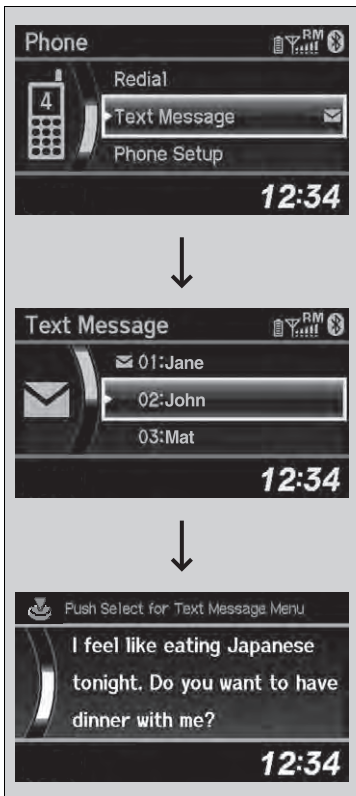 Phone
RM
4
Redial
Text Message
Phone Setup
12:34
Text Message
RM
01:Jane
02:John
03:Mat
12:34
Push Select for Text Message Menu
I feel like eating Japanese
tonight. Do you want to have
dinner with me?
12:34